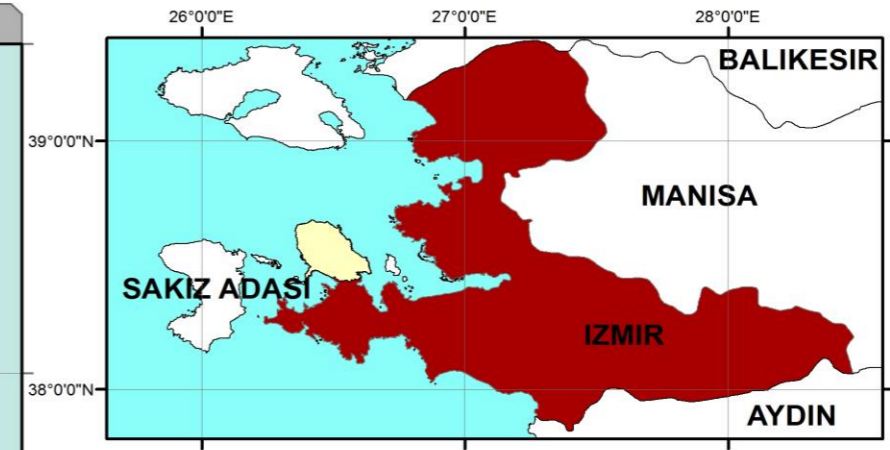 26°0'0"E 27°0'0"E 28°0'0"E
BALIKESIR
39°0'0"N
MANISA
SAKIZ ADASI
IZMIR
38°0'0"N
AYDIN